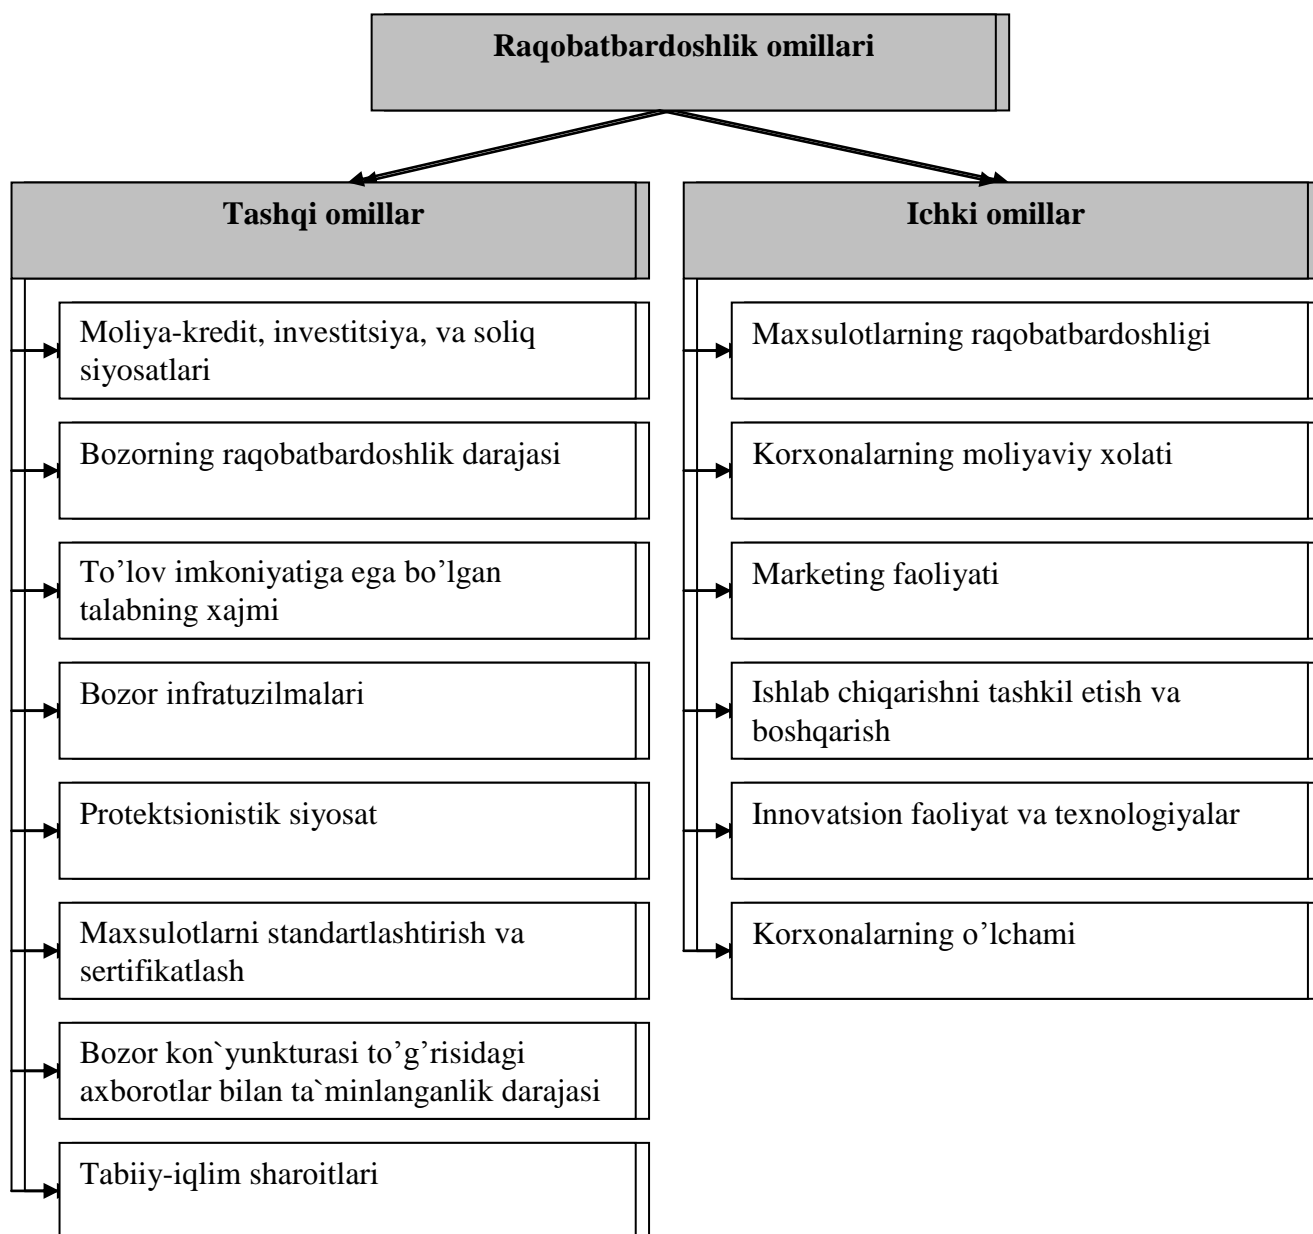 Raqobatbardoshlik omillari
Tashqi omillar
Moliya-kredit, investitsiya, va soliq
siyosatlari
Bozorning raqobatbardoshlik darajasi
To’lov imkoniyatiga ega bo’lgan
talabning xajmi
Bozor infratuzilmalari
Protektsionistik siyosat
Maxsulotlarni standartlashtirish va
sertifikatlash
Bozor kon`yunkturasi to’g’risidagi
axborotlar bilan ta`minlanganlik darajasi
Tabiiy-iqlim sharoitlari
Ichki omillar
Maxsulotlarning raqobatbardoshligi
Korxonalarning moliyaviy xolati
Marketing faoliyati
Ishlab chiqarishni tashkil etish va
boshqarish
Innovatsion faoliyat va texnologiyalar
Korxonalarning o’lchami